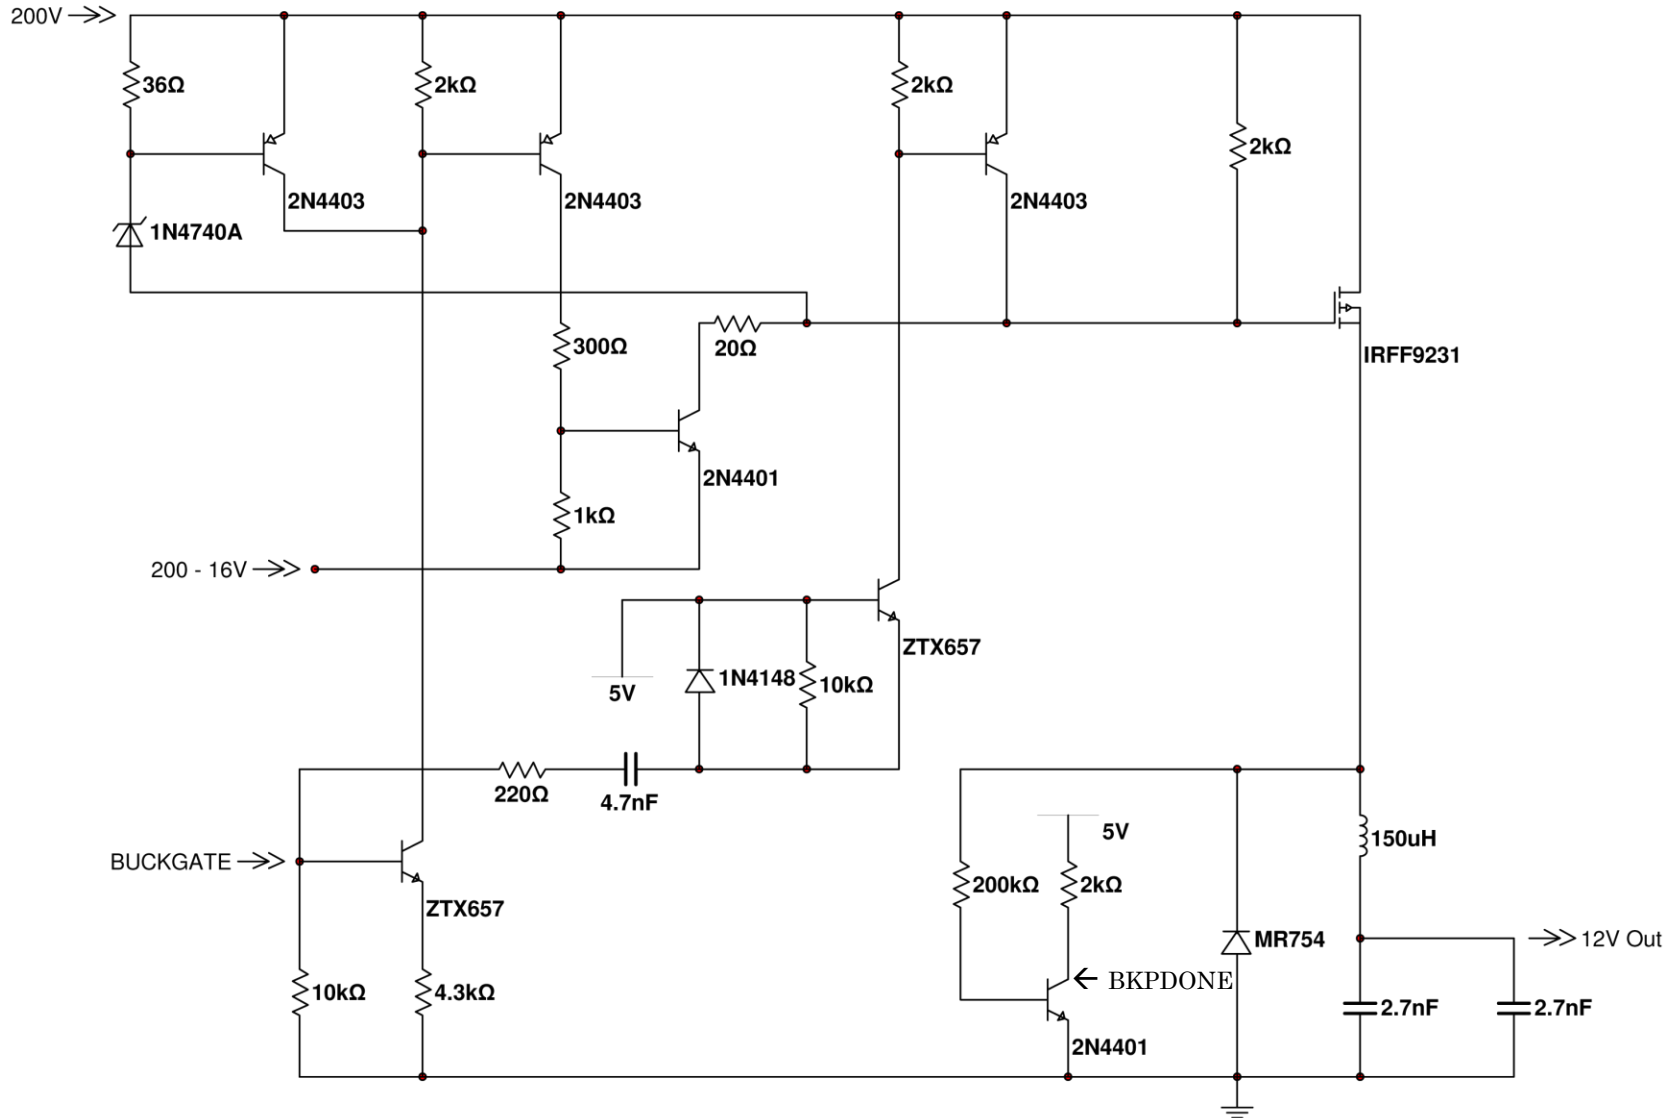 200V
36Ω
2kΩ
2kΩ
2kΩ
2N4403
2N4403
2N4403
1N4740A
300Ω
20Ω
IRFF9231
2N4401
1kΩ
200 - 16V
ZTX657
1N4148
10kΩ
5V
220Ω
4.7nF
5V
150uH
BUCKGATE
200kΩ
2kΩ
ZTX657
MR754
12V Out
10kΩ
4.3kΩ
BKPDONE
2.7nF
2.7nF
2N4401